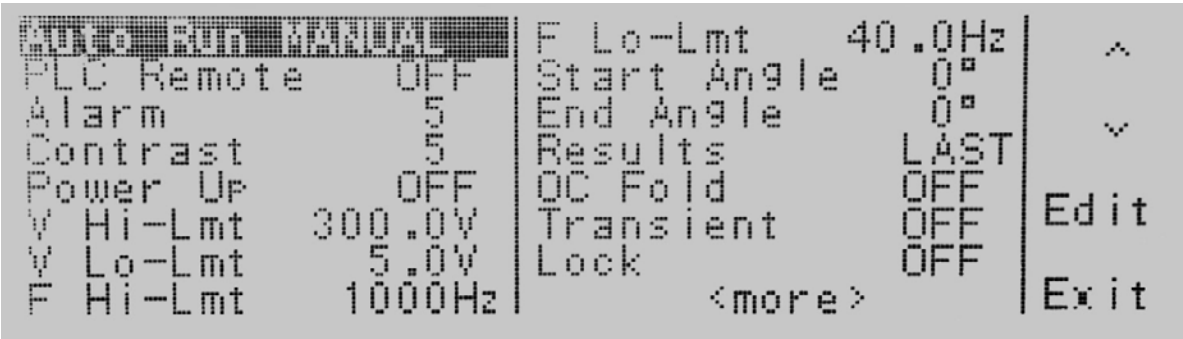 Auto Run MANUAL
PLC Remote OFF
Alarm 5
Contrast 5
Power Up OFF
V Hi-Lmt 300.0V
V Lo-Lmt 5.0V
F Hi-Lmt 1000Hz
F Lo-Lmt 40.0Hz
Start Angle 0°
End Angle 0°
Results LAST
OC Fold OFF
Transient OFF
Lock OFF
<more>
^
v
Edit
Exit